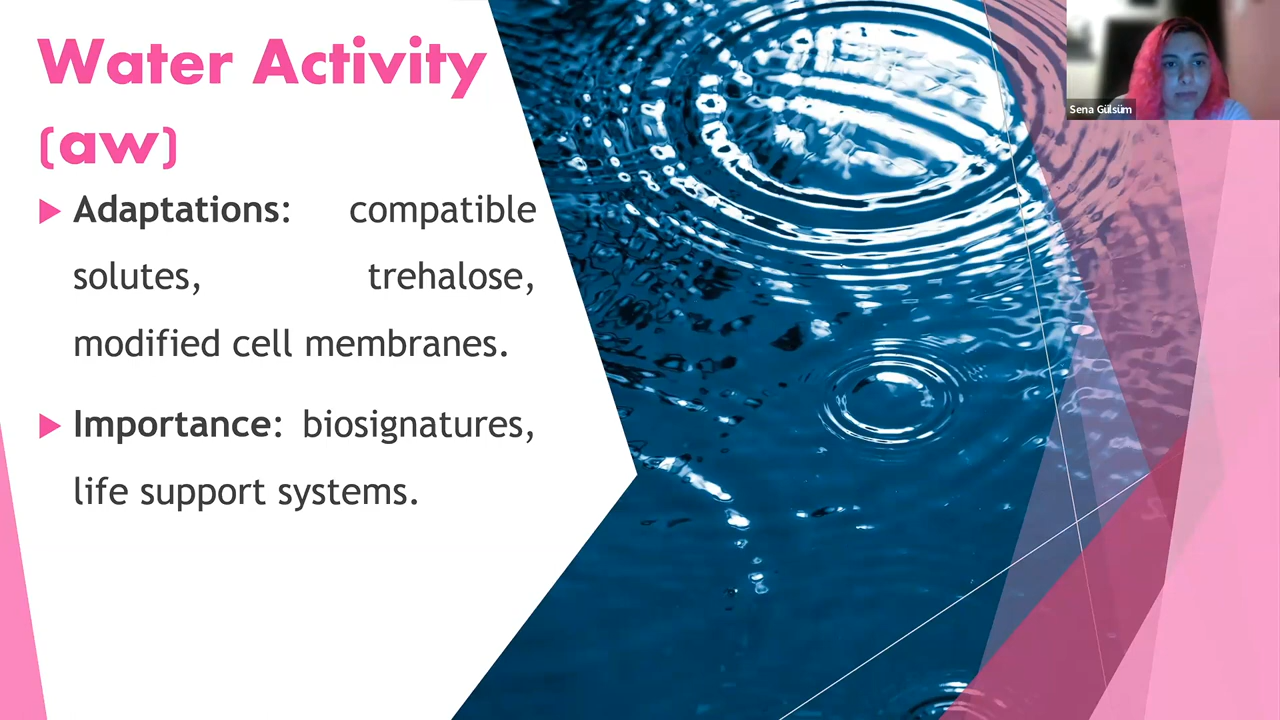 Water Activity
(aw)
Adaptations: compatible
solutes, trehalose,
modified cell membranes.
Importance: biosignatures,
life support systems.
Sena Gülsüm